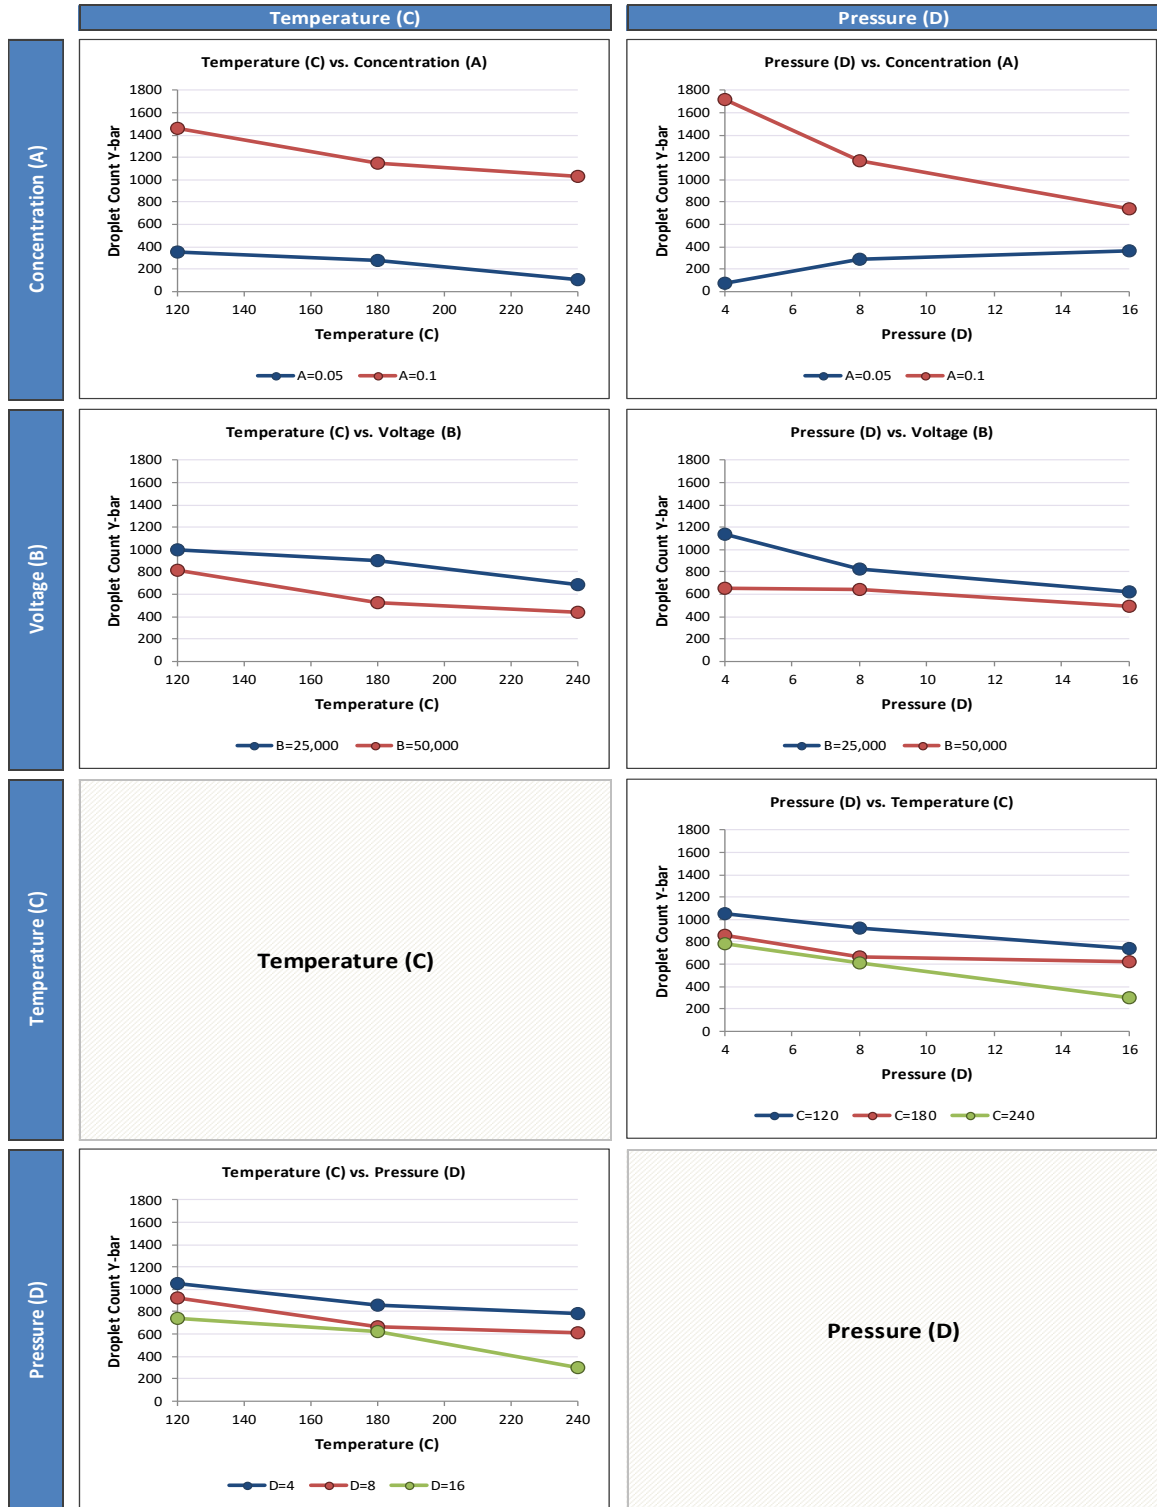 Temperature (C)
Pressure (D)
Concentration (A)
Temperature (C) vs. Concentration (A)
Droplet Count Y-bar
1800
1600
1400
1200
1000
800
600
400
200
0
120 140 160 180 200 220 240
Temperature (C)
A=0.05 A=0.1
Pressure (D) vs. Concentration (A)
Droplet Count Y-bar
1800
1600
1400
1200
1000
800
600
400
200
0
4 6 8 10 12 14 16
Pressure (D)
A=0.05 A=0.1
Voltage (B)
Temperature (C) vs. Voltage (B)
Droplet Count Y-bar
1800
1600
1400
1200
1000
800
600
400
200
0
120 140 160 180 200 220 240
Temperature (C)
B=25,000 B=50,000
Pressure (D) vs. Voltage (B)
Droplet Count Y-bar
1800
1600
1400
1200
1000
800
600
400
200
0
4 6 8 10 12 14 16
Pressure (D)
B=25,000 B=50,000
Temperature (C)
Temperature (C)
Pressure (D) vs. Temperature (C)
Droplet Count Y-bar
1800
1600
1400
1200
1000
800
600
400
200
0
4 6 8 10 12 14 16
Pressure (D)
C=120 C=180 C=240
Pressure (D)
Temperature (C) vs. Pressure (D)
Droplet Count Y-bar
1800
1600
1400
1200
1000
800
600
400
200
0
120 140 160 180 200 220 240
Temperature (C)
D=4 D=8 D=16
Pressure (D)